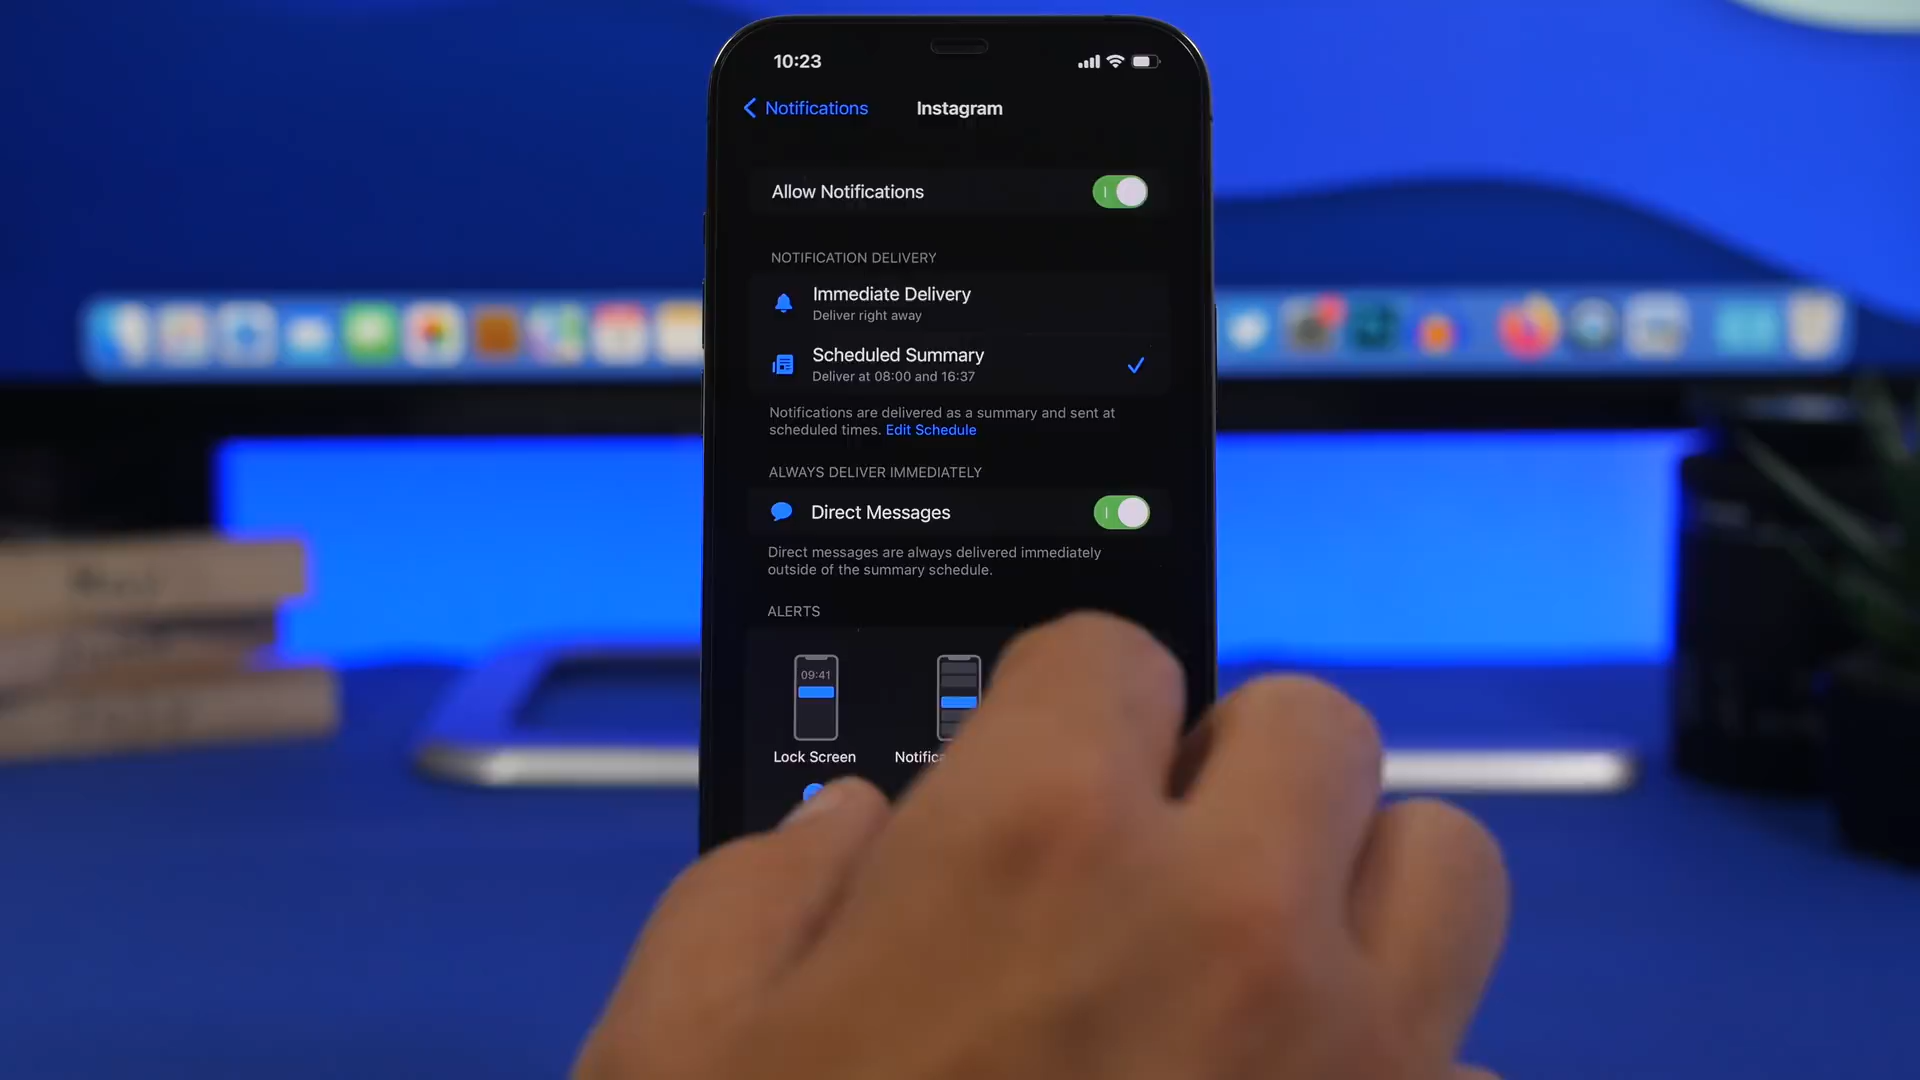 10:23
Notifications
Instagram
Allow Notifications
NOTIFICATION DELIVERY
Immediate Delivery
Deliver right away
Scheduled Summary
Deliver at 08:00 and 16:37
Notifications are delivered as a summary and sent at
scheduled times. Edit Schedule
ALWAYS DELIVER IMMEDIATELY
Direct Messages
Direct messages are always delivered immediately
outside of the summary schedule.
ALERTS
09:41
Lock Screen